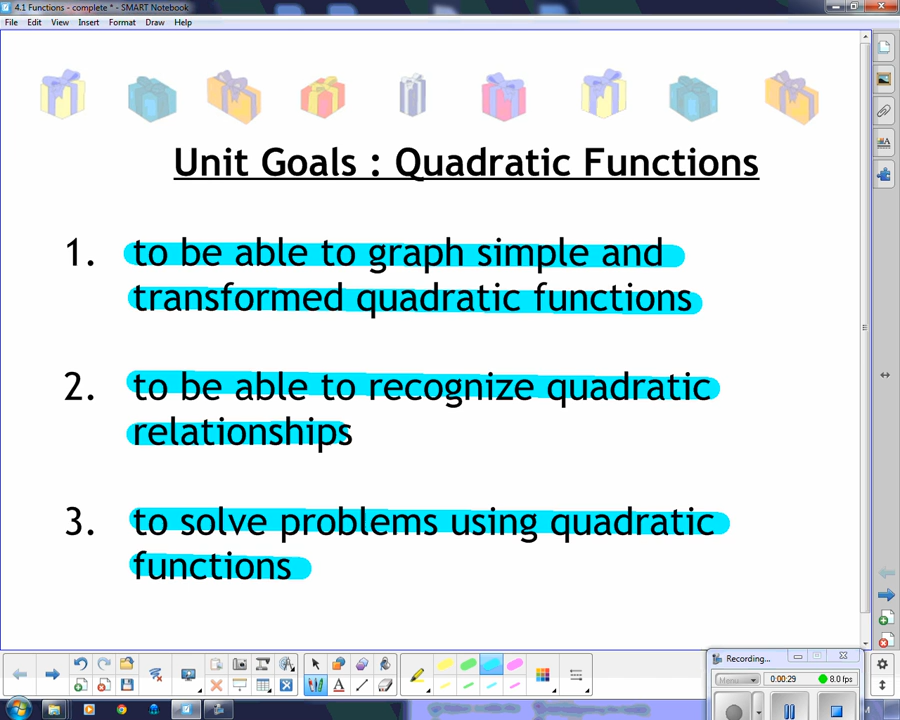 4.1 Functions - complete * - SMART Notebook
File Edit View Insert Format Draw Help
Unit Goals : Quadratic Functions
1. to be able to graph simple and
transformed quadratic functions
2. to be able to recognize quadratic
relationships
3. to solve problems using quadratic
functions
Recording...
Menu 0:00:29 8.0 fps